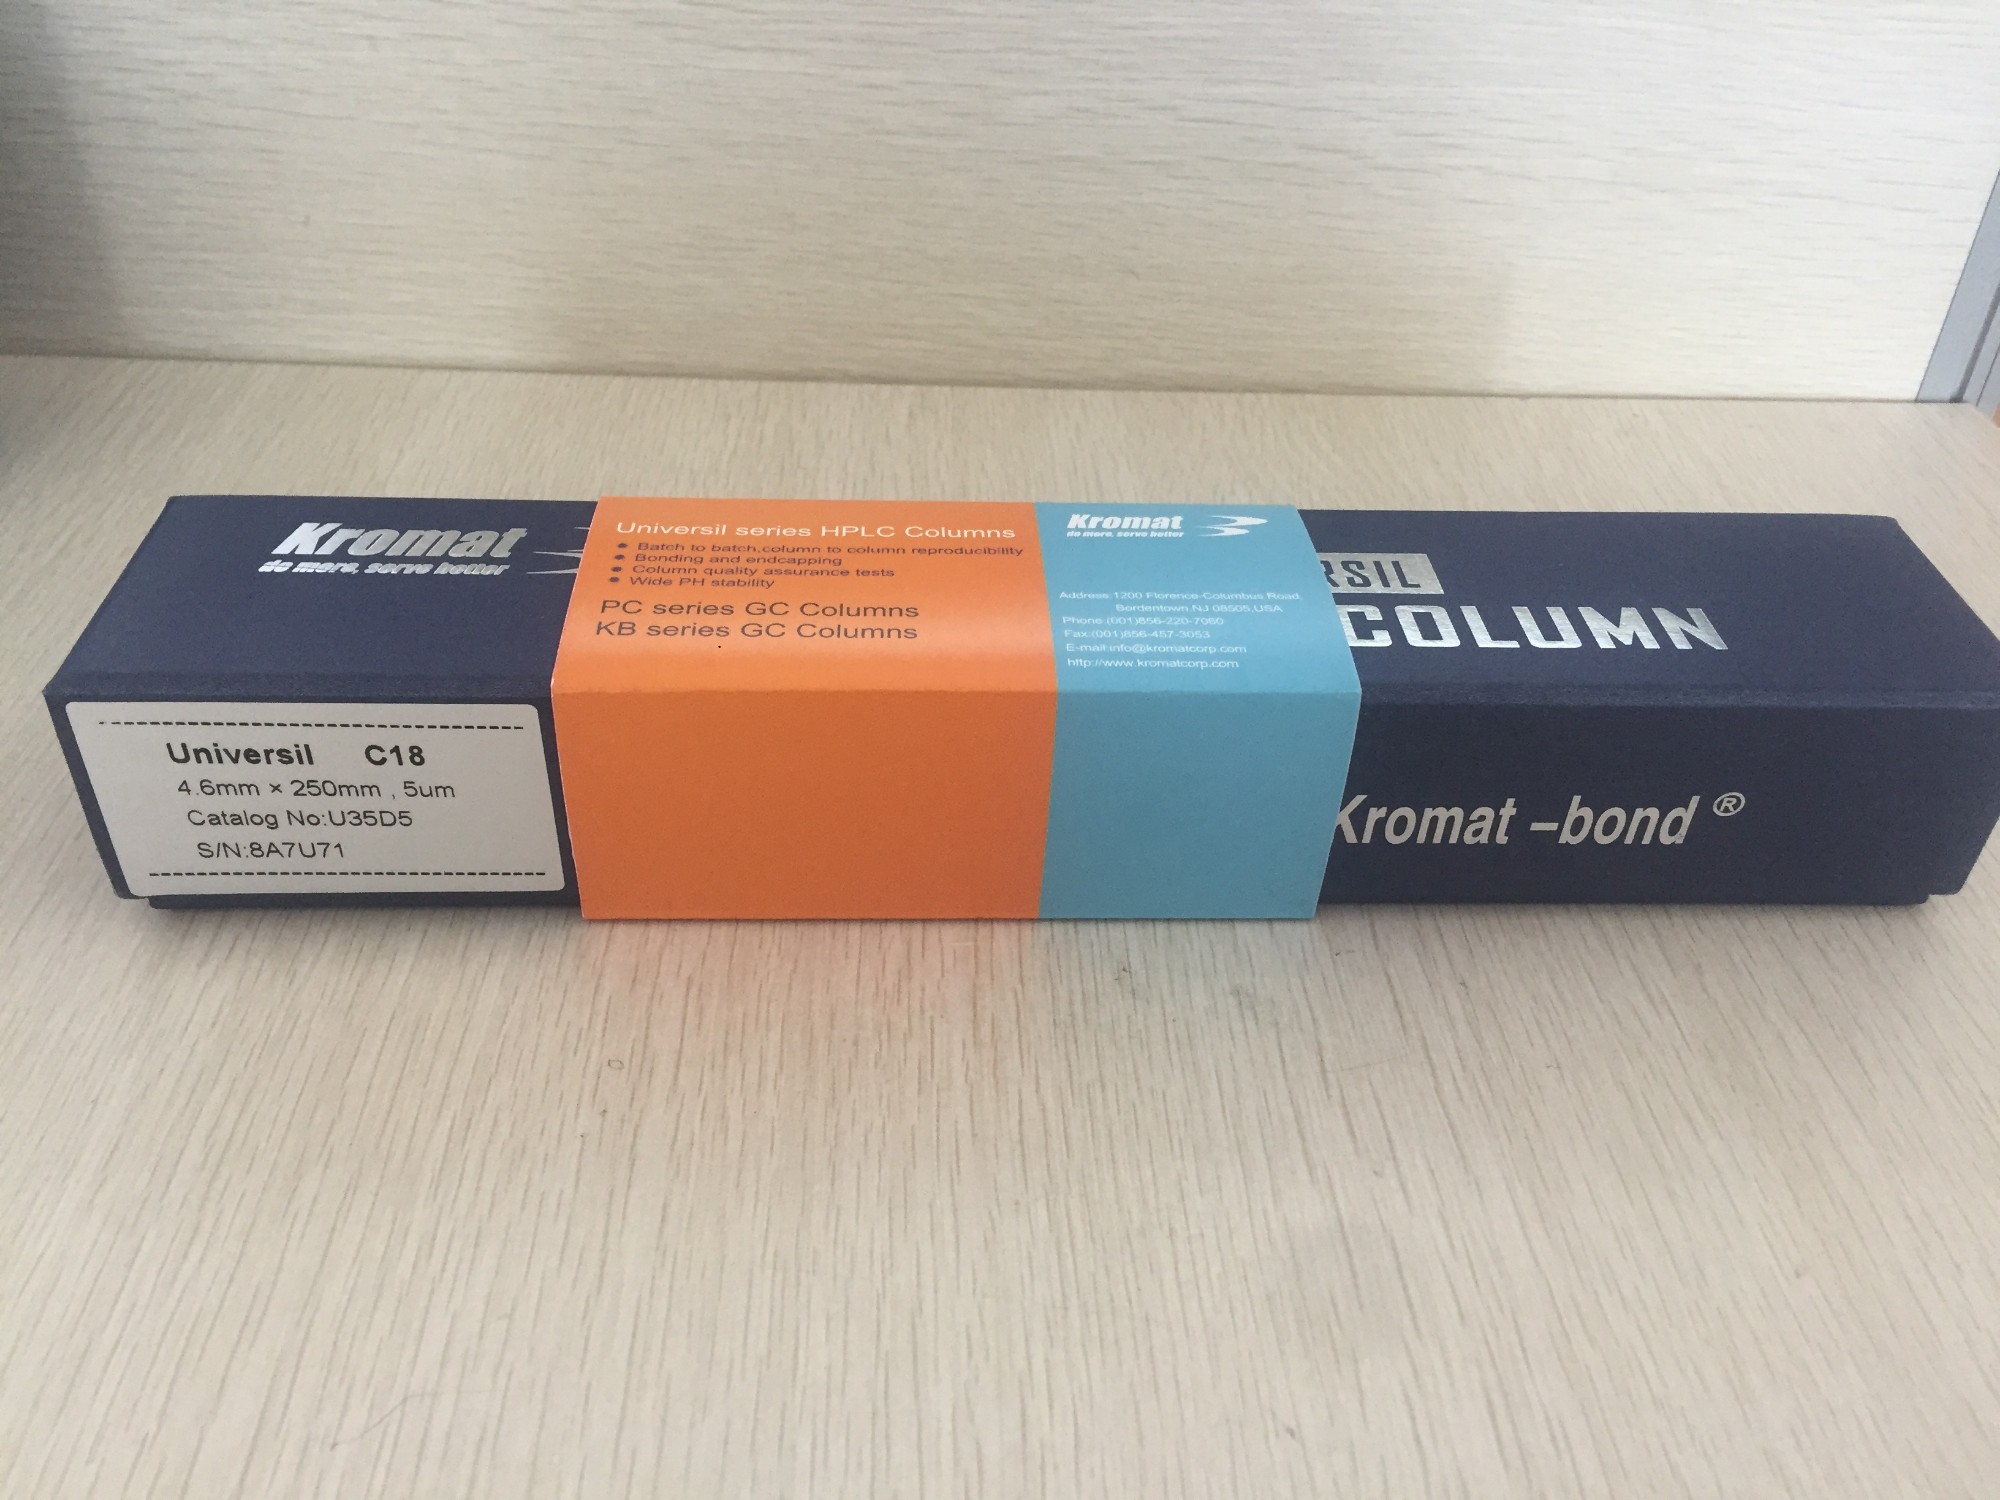 Kromat
do more, serve better
Universil series HPLC Columns
Batch to batch,column to column reproducibility
Bonding and endcapping
Column quality assurance tests
Wide PH stability
PC series GC Columns
KB series GC Columns
Kromat
do more, serve better
Address:1200 Florence-Columbus Road,
Bordentown,NJ 08505,USA
Phone:(001)856-220-7060
Fax:(001)856-457-3053
E-mail:info@kromatcorp.com
http://www.kromatcorp.com
RSIL
COLUMN
Universil C18
4.6mm × 250mm , 5um
Catalog No:U35D5
S/N:8A7U71
Kromat –bond ®